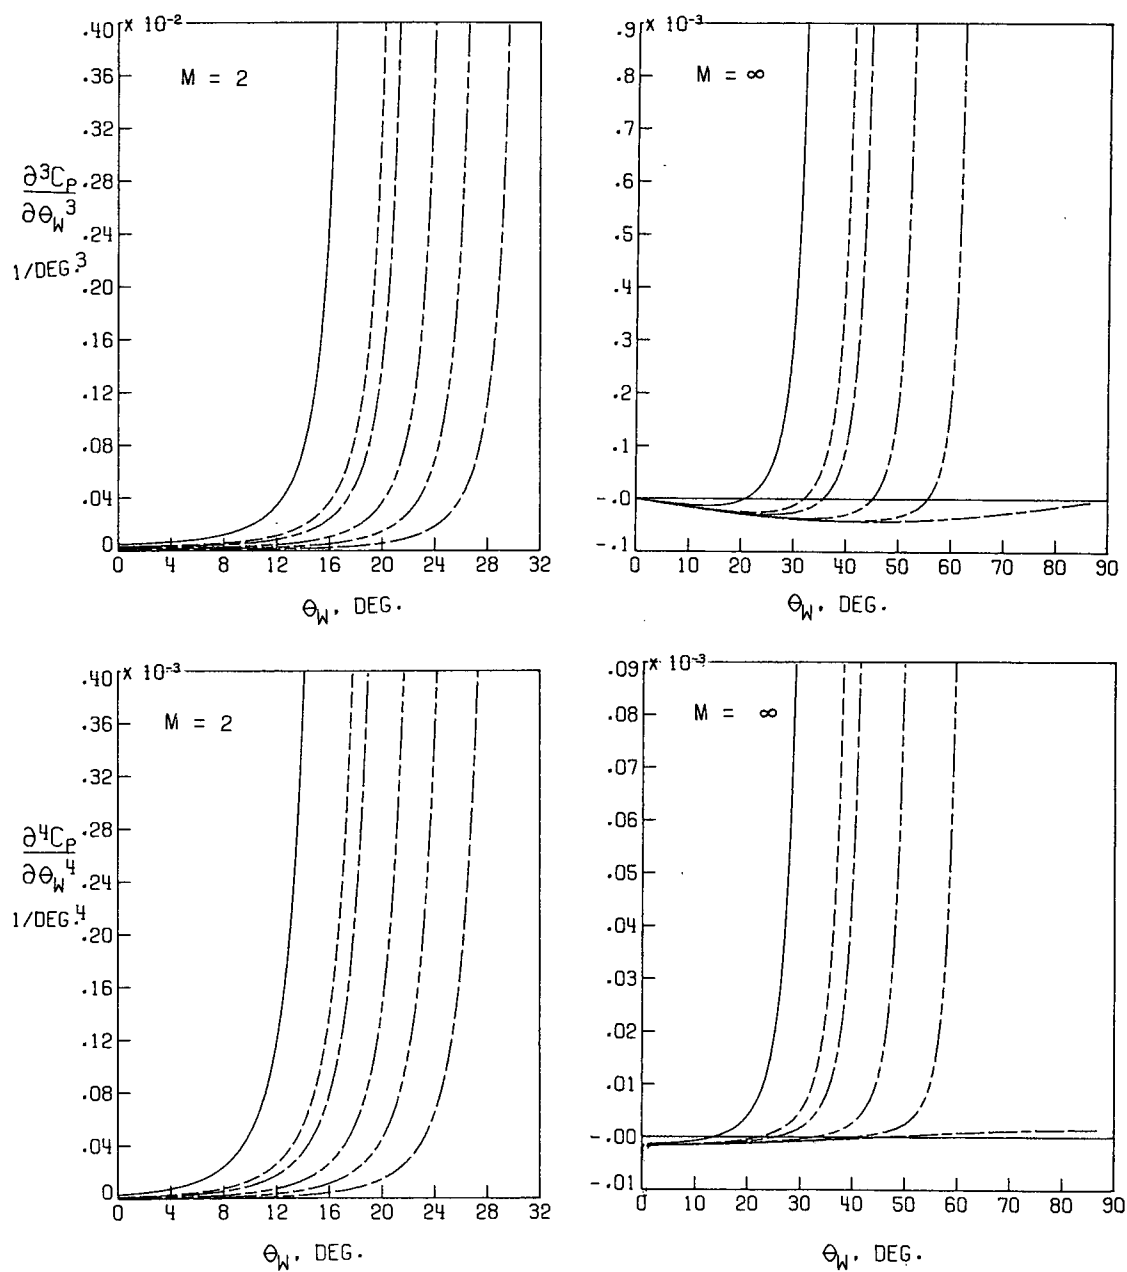 .40 x 10⁻²
M = 2
.36
.32
∂³C_P
∂θ_W³
.28
.24
1/DEG.³
.20
.16
.12
.08
.04
0
0 4 8 12 16 20 24 28 32
θ_W, DEG.
.9 x 10⁻³
M = ∞
.8
.7
.6
.5
.4
.3
.2
.1
-.0
-.1
0 10 20 30 40 50 60 70 80 90
θ_W, DEG.
.40 x 10⁻³
M = 2
.36
.32
.28
∂⁴C_P
∂θ_W⁴
.24
1/DEG.⁴
.20
.16
.12
.08
.04
0
0 4 8 12 16 20 24 28 32
θ_W, DEG.
.09 x 10⁻³
M = ∞
.08
.07
.06
.05
.04
.03
.02
.01
-.00
-.01
0 10 20 30 40 50 60 70 80 90
θ_W, DEG.